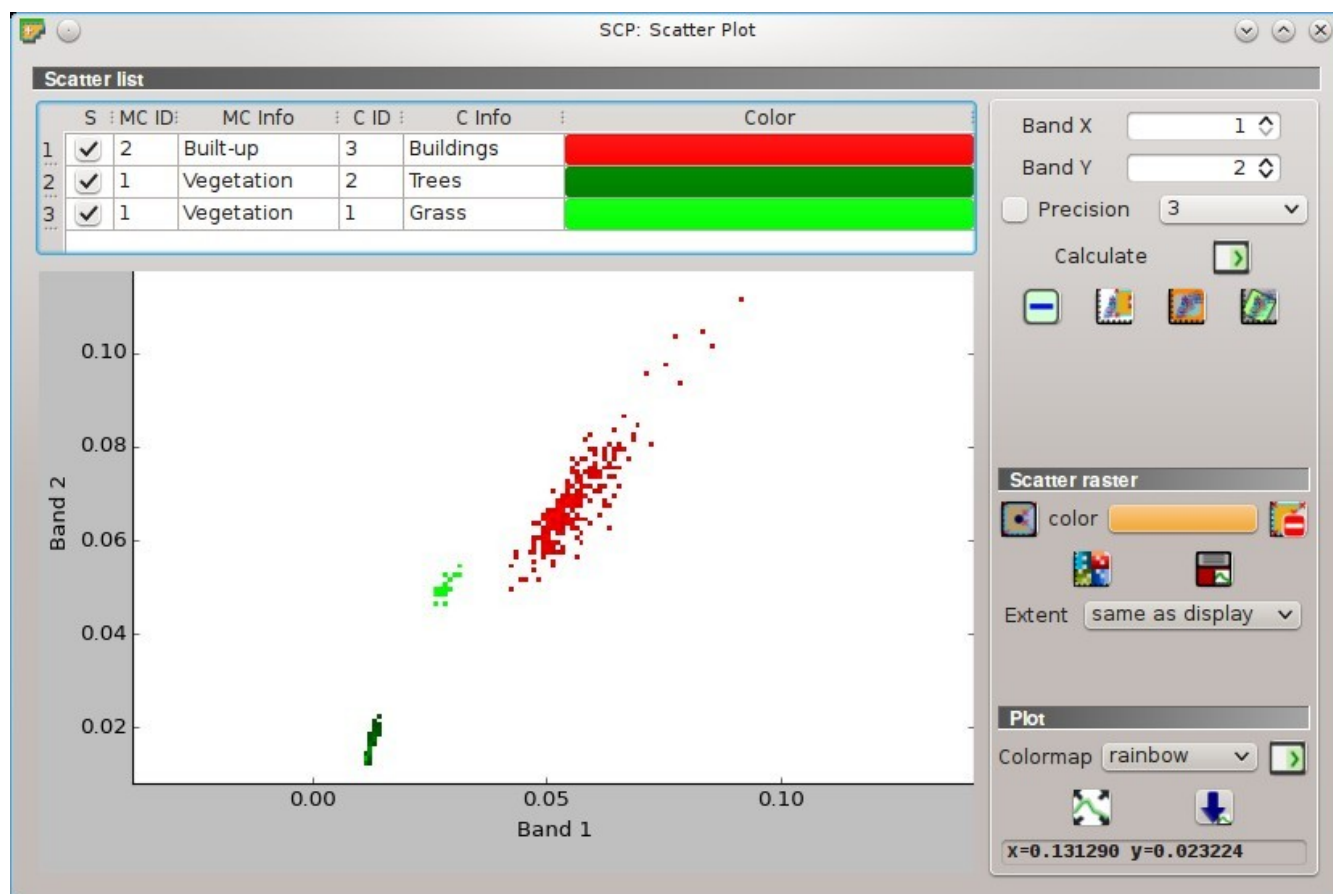 SCP: Scatter Plot
Scatter list
S MC ID MC Info C ID C Info Color
1 2 Built-up 3 Buildings
2 1 Vegetation 2 Trees
3 1 Vegetation 1 Grass
Band X 1
Band Y 2
Precision 3
Calculate
0.10
0.08
0.06
0.04
0.02
Band 2
0.00 0.05 0.10
Band 1
Scatter raster
color
Extent same as display
Plot
Colormap rainbow
x=0.131290 y=0.023224